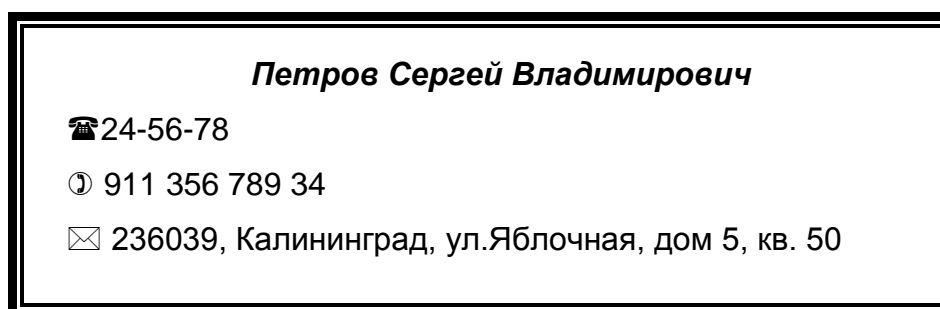 Петров Сергей Владимирович
☎24-56-78
✆ 911 356 789 34
✉ 236039, Калининград, ул.Яблочная, дом 5, кв. 50